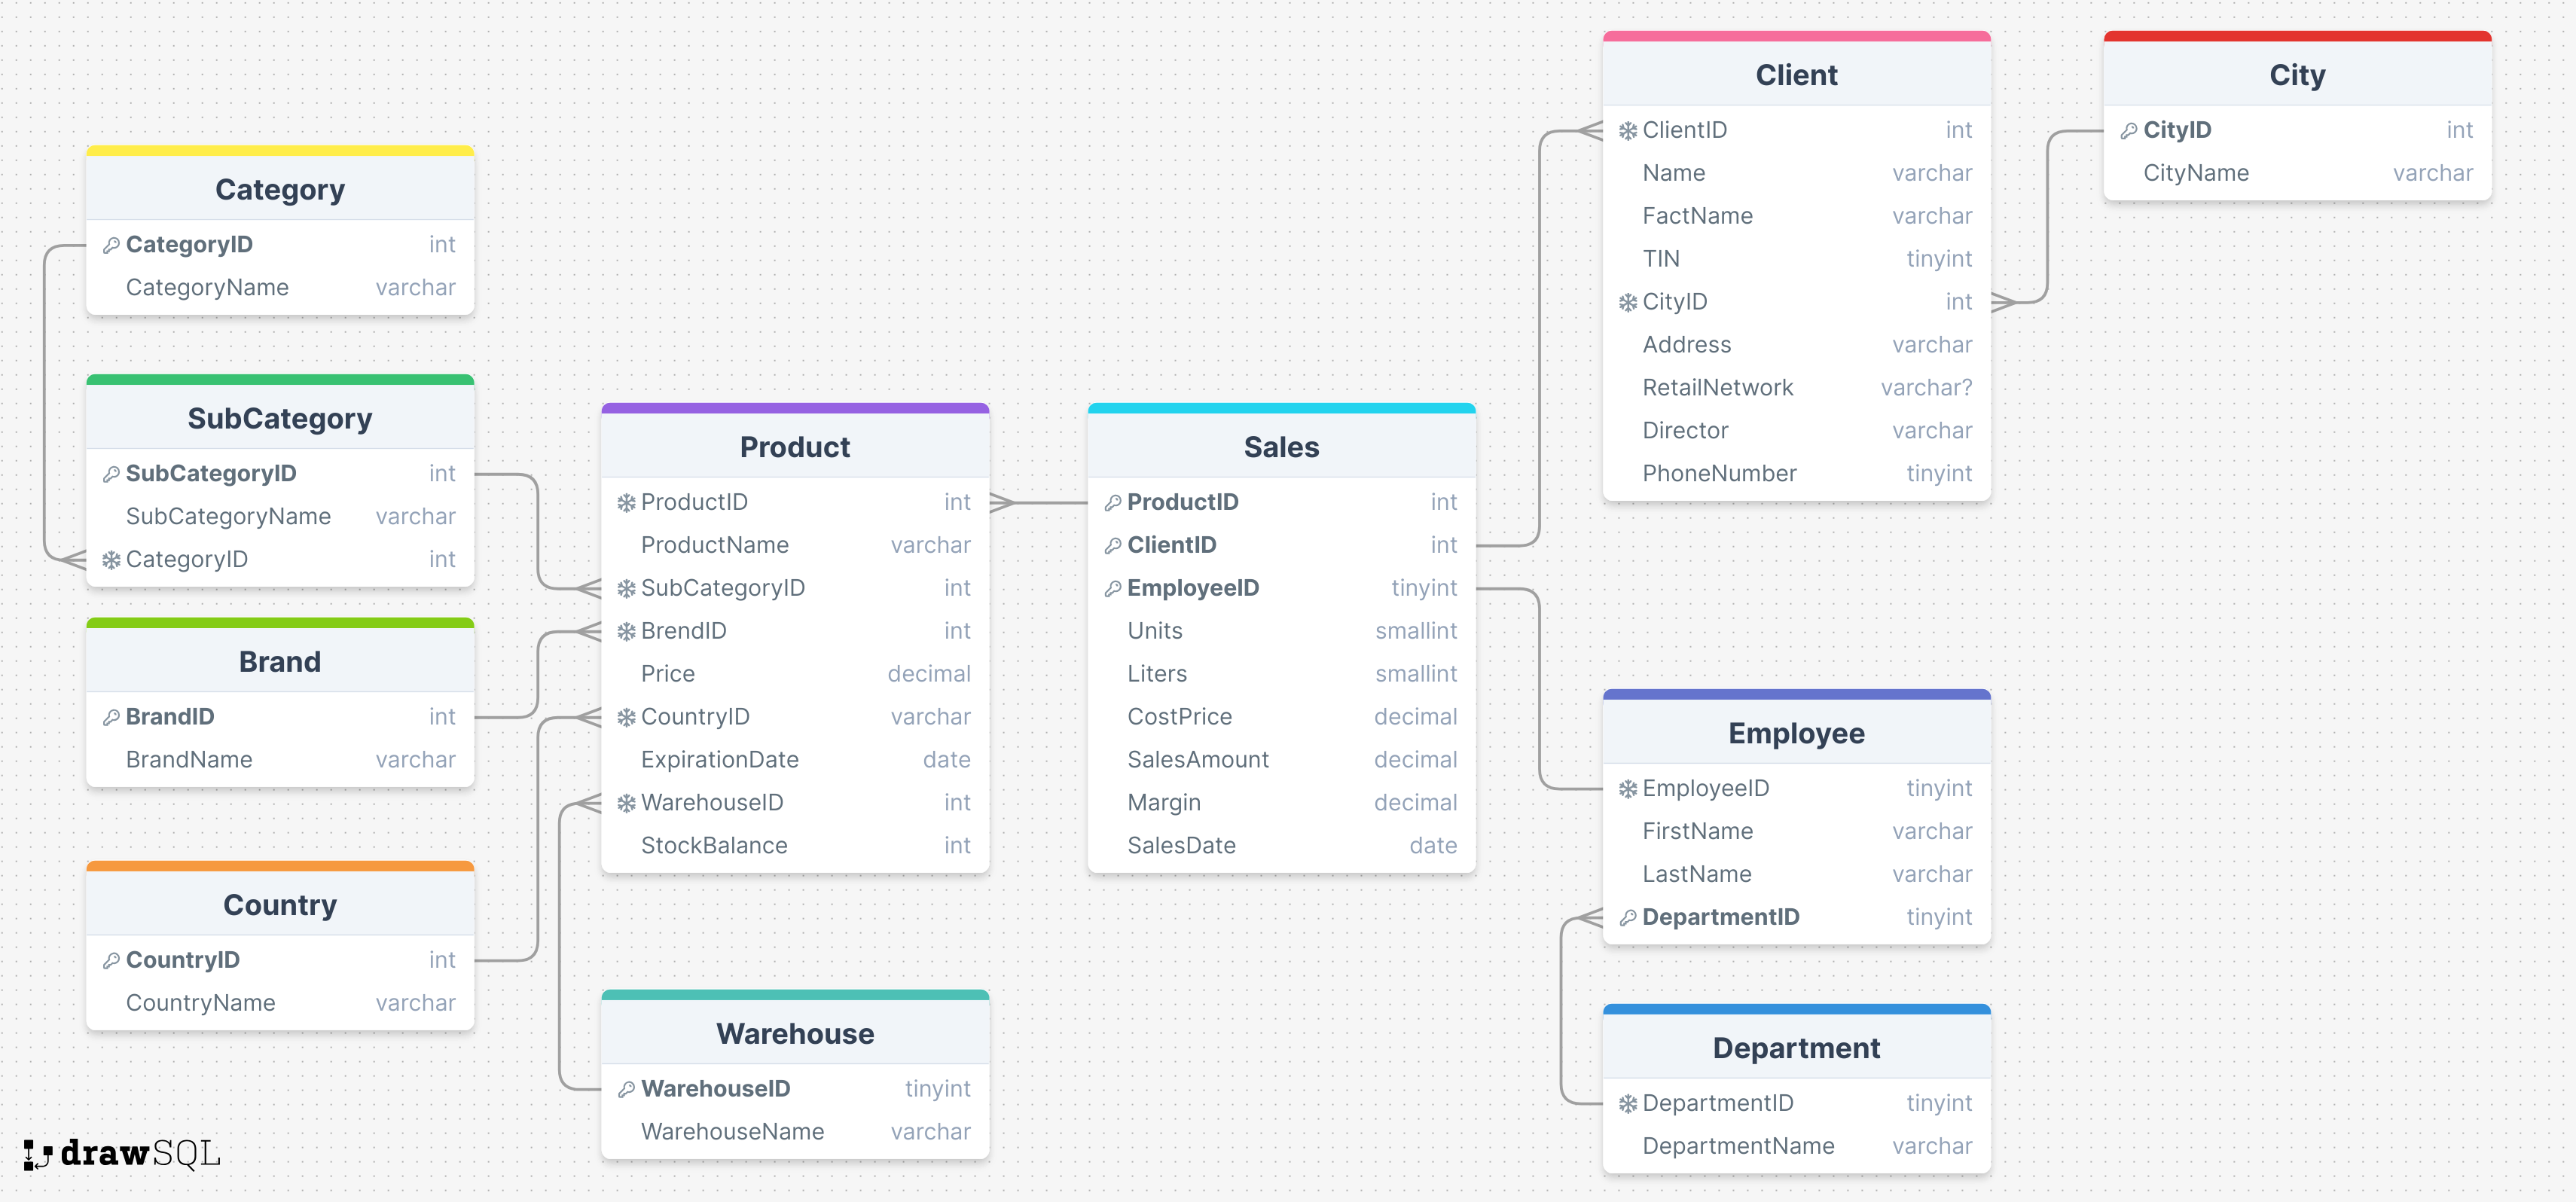 Category
CategoryID int
CategoryName varchar
SubCategory
SubCategoryID int
SubCategoryName varchar
CategoryID int
Brand
BrandID int
BrandName varchar
Country
CountryID int
CountryName varchar
Product
ProductID int
ProductName varchar
SubCategoryID int
BrendID int
Price decimal
CountryID varchar
ExpirationDate date
WarehouseID int
StockBalance int
Warehouse
WarehouseID tinyint
WarehouseName varchar
Sales
ProductID int
ClientID int
EmployeeID tinyint
Units smallint
Liters smallint
CostPrice decimal
SalesAmount decimal
Margin decimal
SalesDate date
Client
ClientID int
Name varchar
FactName varchar
TIN tinyint
CityID int
Address varchar
RetailNetwork varchar?
Director varchar
PhoneNumber tinyint
City
CityID int
CityName varchar
Employee
EmployeeID tinyint
FirstName varchar
LastName varchar
DepartmentID tinyint
Department
DepartmentID tinyint
DepartmentName varchar
drawSQL